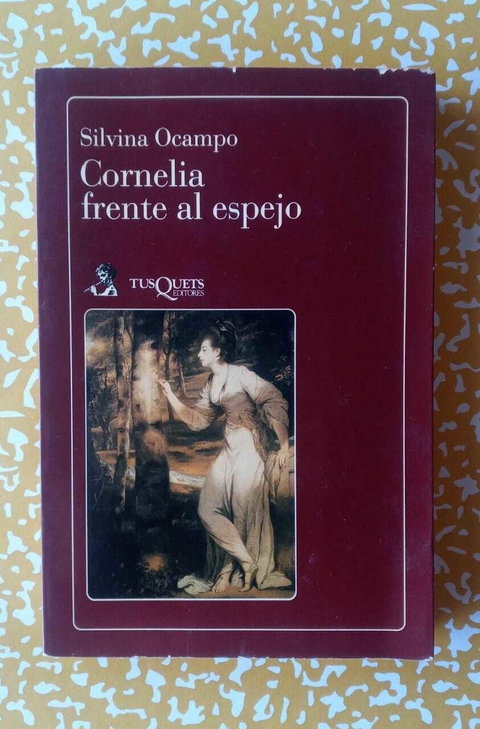 Silvina Ocampo
Cornelia
frente al espejo
TUSQUETS
EDITORES